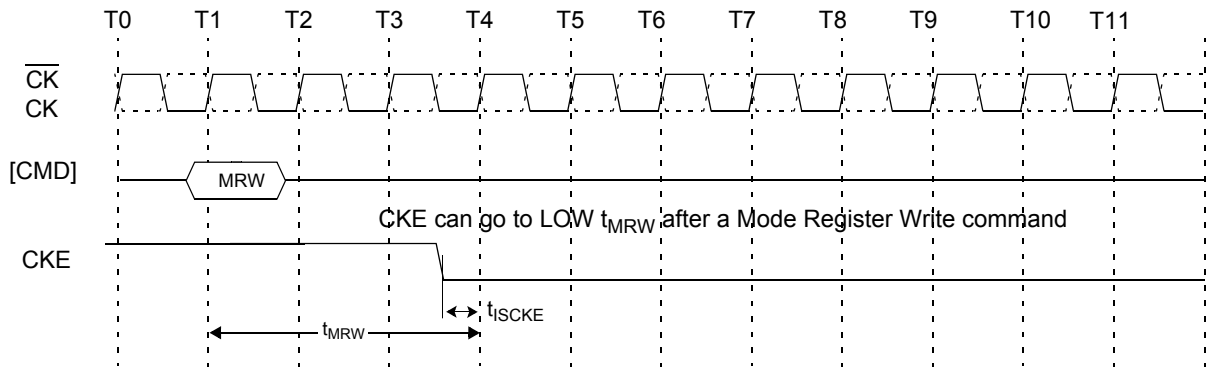 T0 T1 T2 T3 T4 T5 T6 T7 T8 T9 T10 T11
CK
CK
[CMD]
MRW
CKE can go to LOW tMRW after a Mode Register Write command
CKE
tISCKE
tMRW